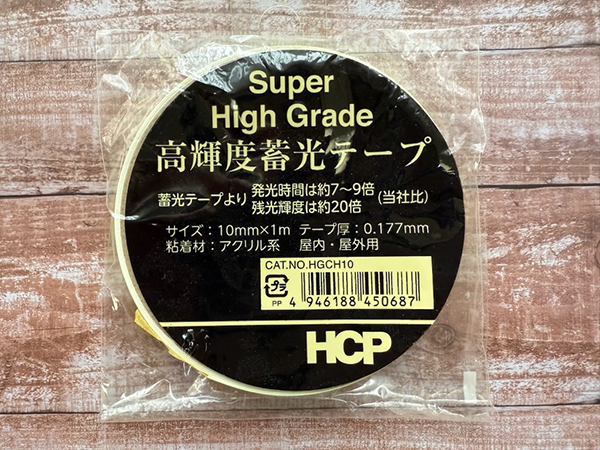 Super
High Grade
高輝度蓄光テープ
蓄光テープより 発光時間は約7〜9倍 (当社比)
残光輝度は約20倍
サイズ：10mm×1m テープ厚：0.177mm
粘着材：アクリル系 屋内・屋外用
CAT.NO.HGCH10
プラ
PP
4 946188 450687
HCP